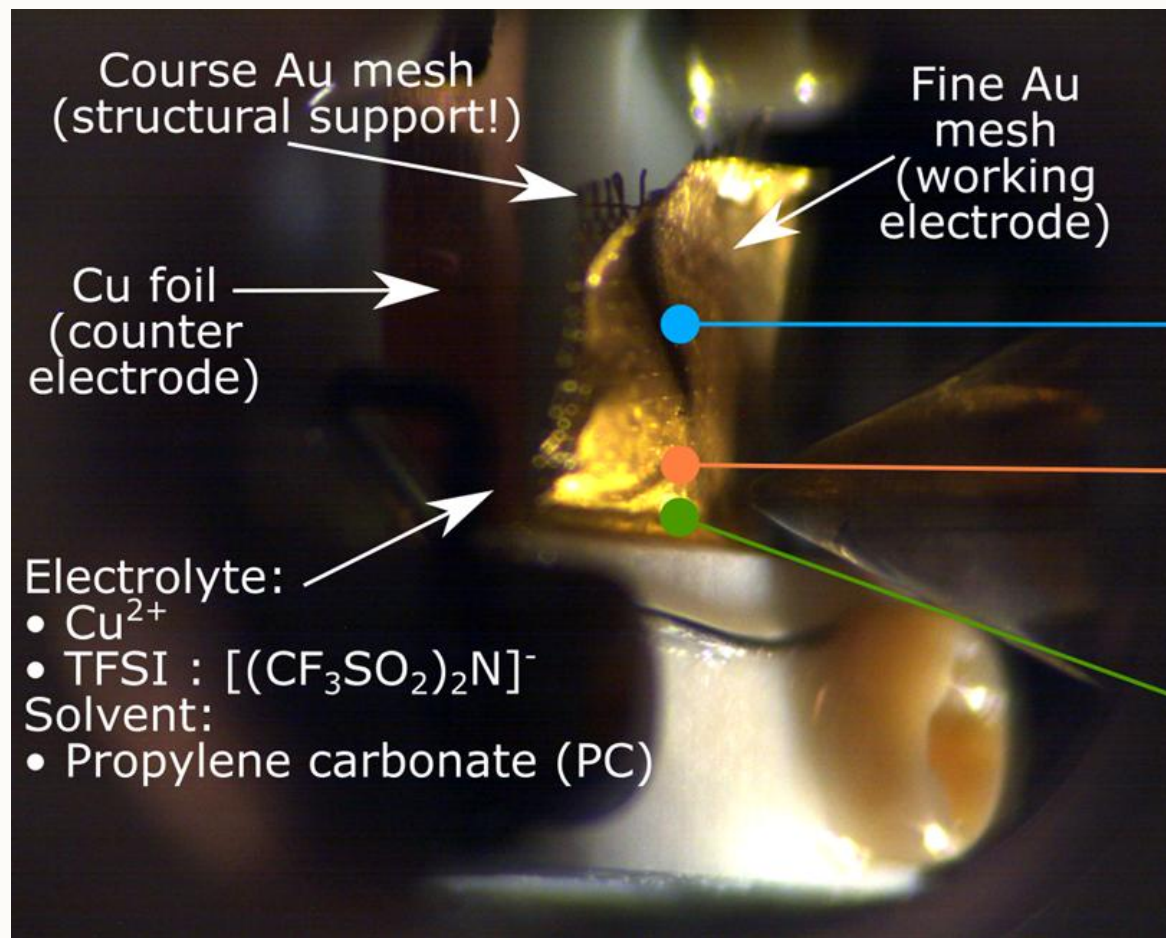 Course Au mesh
(structural support!)
Fine Au
mesh
(working
electrode)
Cu foil
(counter
electrode)
Electrolyte:
• Cu²⁺
• TFSI : [(CF₃SO₂)₂N]⁻
Solvent:
• Propylene carbonate (PC)